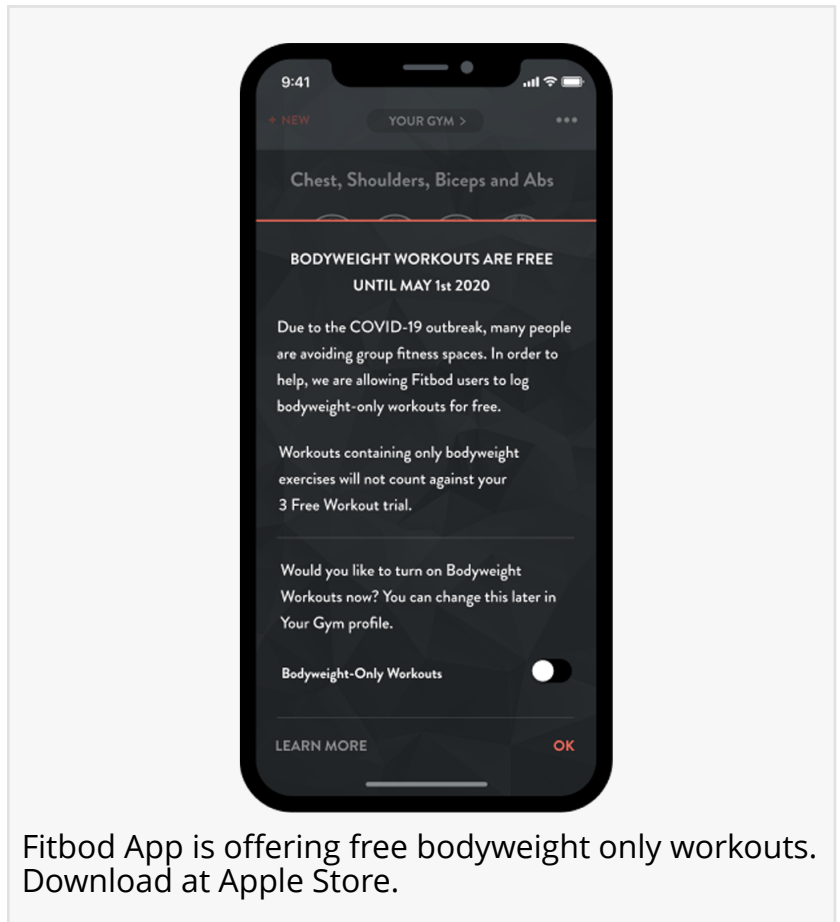 9:41
+ NEW
YOUR GYM >
•••
Chest, Shoulders, Biceps and Abs
BODYWEIGHT WORKOUTS ARE FREE
UNTIL MAY 1st 2020
Due to the COVID-19 outbreak, many people
are avoiding group fitness spaces. In order to
help, we are allowing Fitbod users to log
bodyweight-only workouts for free.
Workouts containing only bodyweight
exercises will not count against your
3 Free Workout trial.
Would you like to turn on Bodyweight
Workouts now? You can change this later in
Your Gym profile.
Bodyweight-Only Workouts
LEARN MORE
OK
Fitbod App is offering free bodyweight only workouts.
Download at Apple Store.